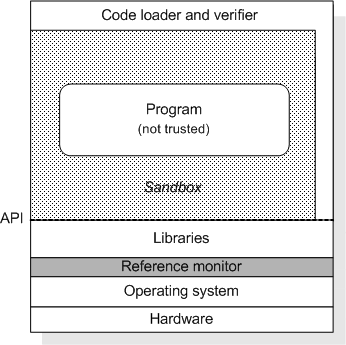 Code loader and verifier
Program
(not trusted)
Sandbox
API
Libraries
Reference monitor
Operating system
Hardware